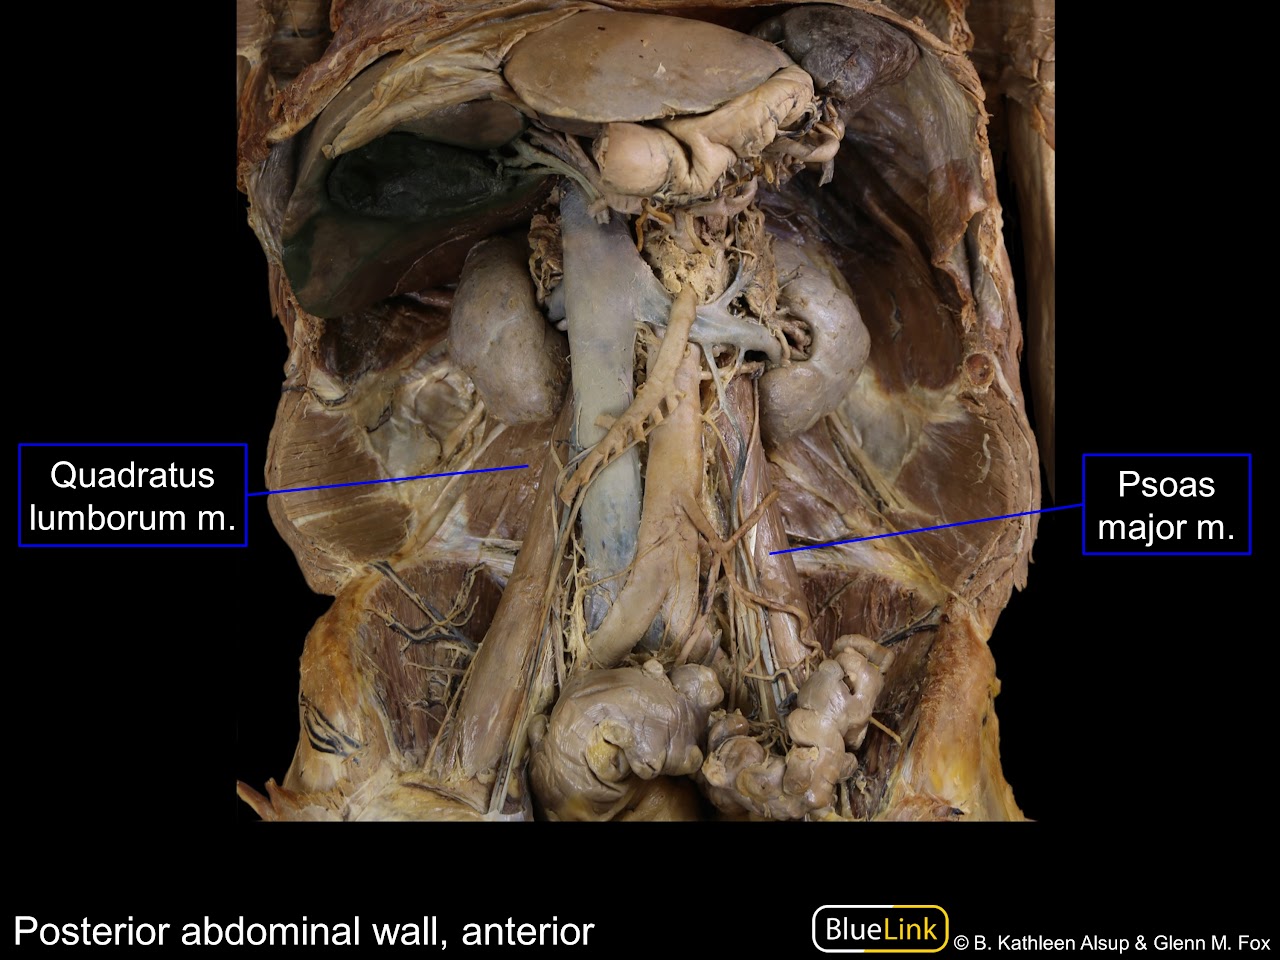 Quadratus
lumborum m.
Psoas
major m.
Posterior abdominal wall, anterior
BlueLink
© B. Kathleen Alsup & Glenn M. Fox